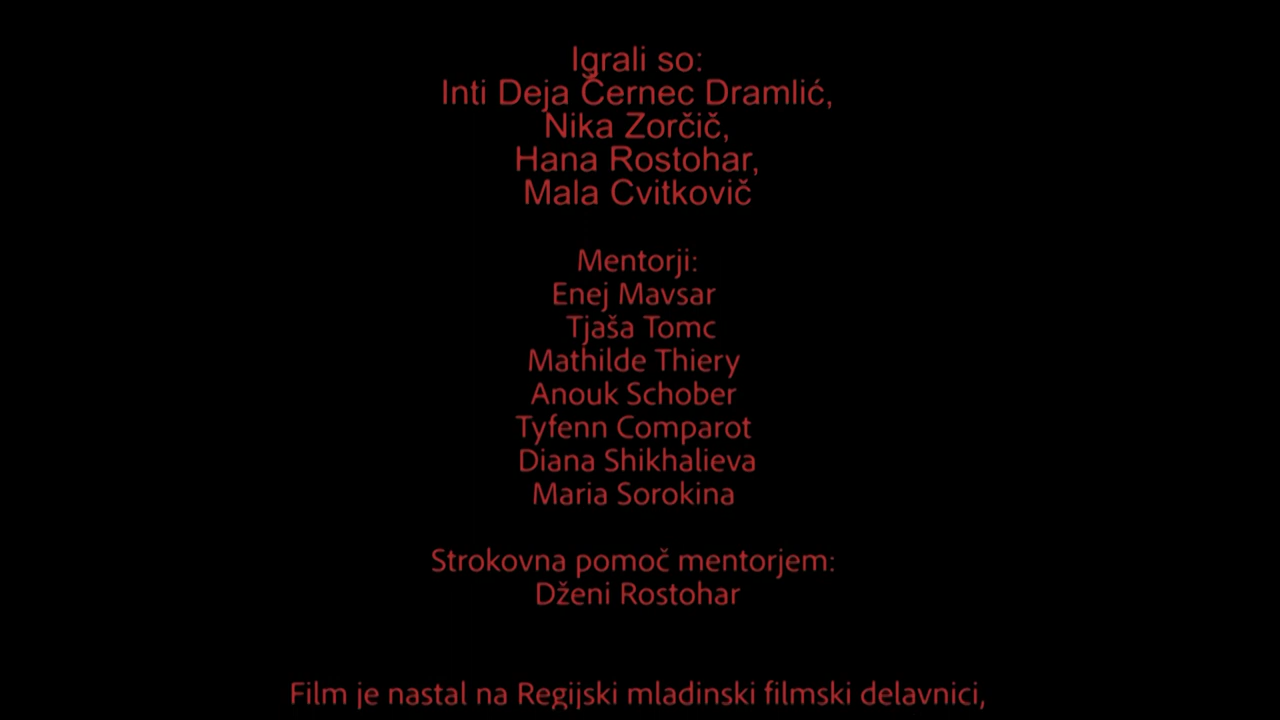 Igrali so:
Inti Deja Černec Dramlić,
Nika Zorčič,
Hana Rostohar,
Mala Cvitkovič
Mentorji:
Enej Mavsar
Tjaša Tomc
Mathilde Thiery
Anouk Schober
Tyfenn Comparot
Diana Shikhalieva
Maria Sorokina
Strokovna pomoč mentorjem:
Dženi Rostohar
Film je nastal na Regijski mladinski filmski delavnici,